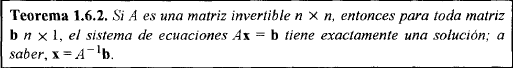 Teorema 1.6.2. Si A es una matriz invertible n × n, entonces para toda matriz
b n × 1, el sistema de ecuaciones Ax = b tiene exactamente una solución; a
saber, x = A⁻¹b.